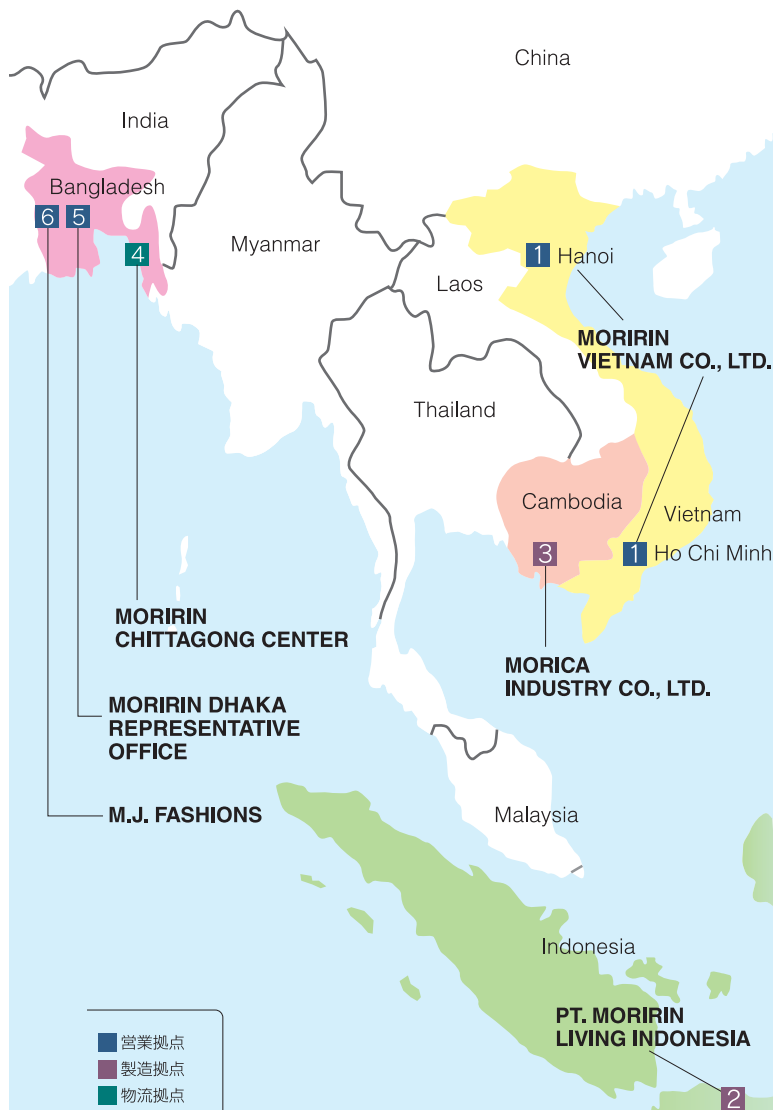 China
India
Bangladesh
6
5
4
Myanmar
1
Hanoi
Laos
MORIRIN
VIETNAM CO., LTD.
Thailand
Cambodia
Vietnam
3
1
Ho Chi Minh
MORIRIN
CHITTAGONG CENTER
MORICA
INDUSTRY CO., LTD.
MORIRIN DHAKA
REPRESENTATIVE
OFFICE
M.J. FASHIONS
Malaysia
Indonesia
PT. MORIRIN
LIVING INDONESIA
2
営業拠点
製造拠点
物流拠点